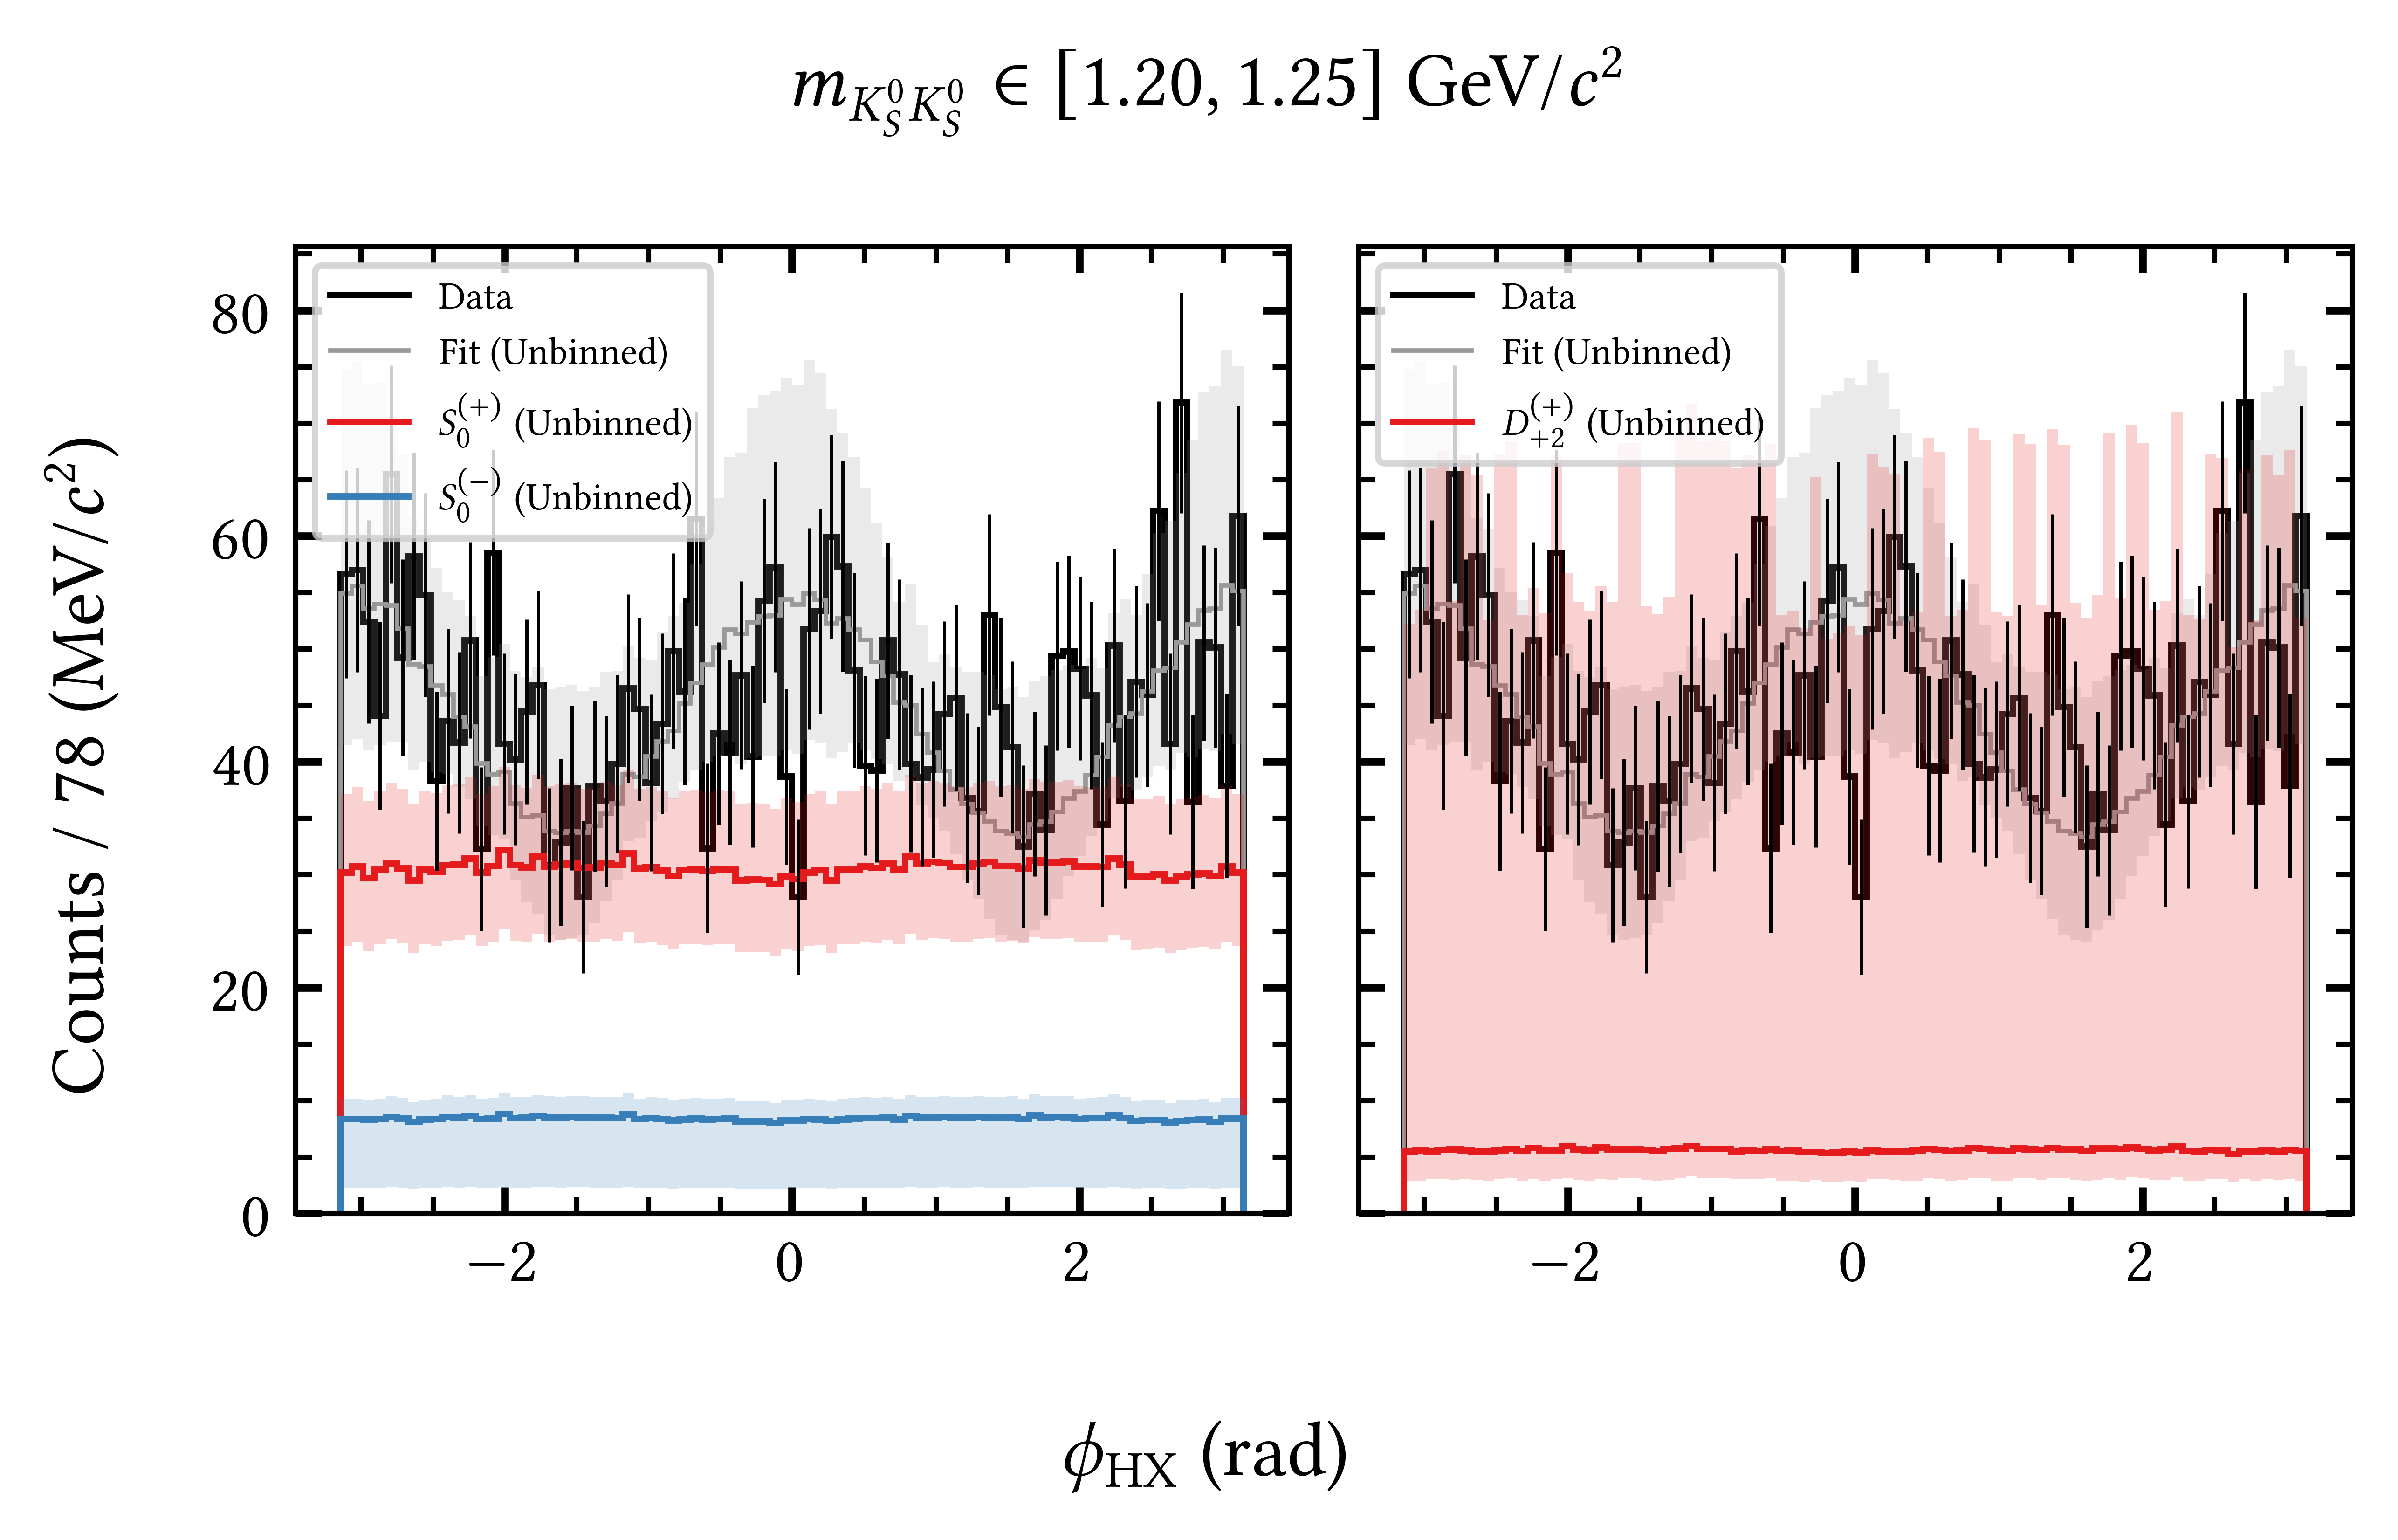 m_{K_S^0 K_S^0} ∈ [1.20, 1.25] GeV/c²
Counts / 78 (MeV/c²)
80
60
40
20
0
Data
Fit (Unbinned)
S_0^{(+)} (Unbinned)
S_0^{(−)} (Unbinned)
−2
0
2
Data
Fit (Unbinned)
D_{+2}^{(+)} (Unbinned)
−2
0
2
ϕ_{HX} (rad)